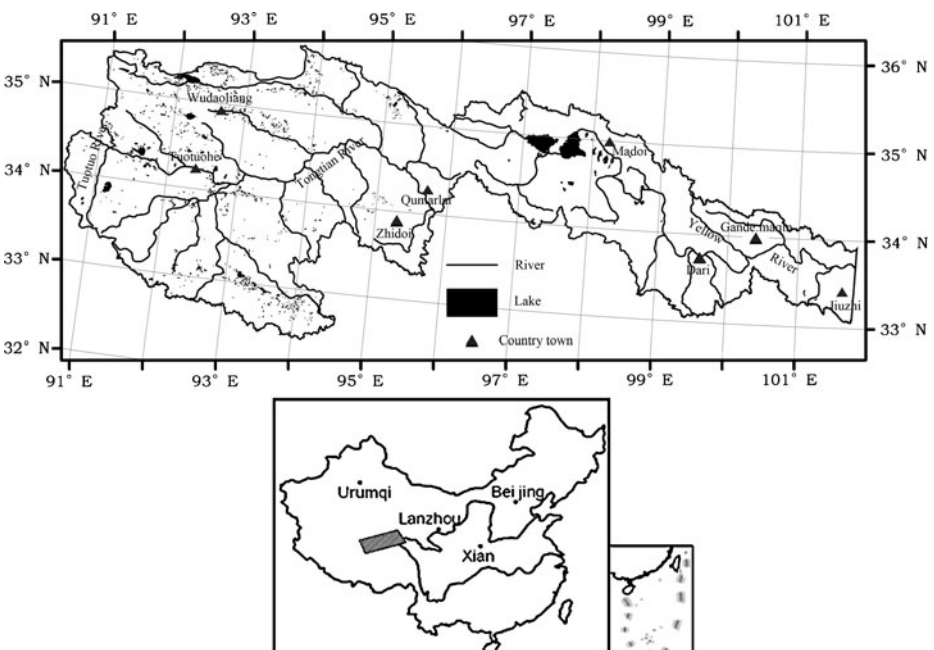 91° E 93° E 95° E 97° E 99° E 101° E
35° N
34° N
33° N
32° N
36° N
35° N
34° N
33° N
Wudaoliang
Tuotuo River
Tuotuohe
Tongtian River
Qumarlai
Zhidoi
Madoi
Yellow
River
Gande.maqin
Dari
Jiuzhi
River
Lake
Country town
91° E 93° E 95° E 97° E 99° E 101° E
Urumqi
Bei jing
Lanzhou
Xian